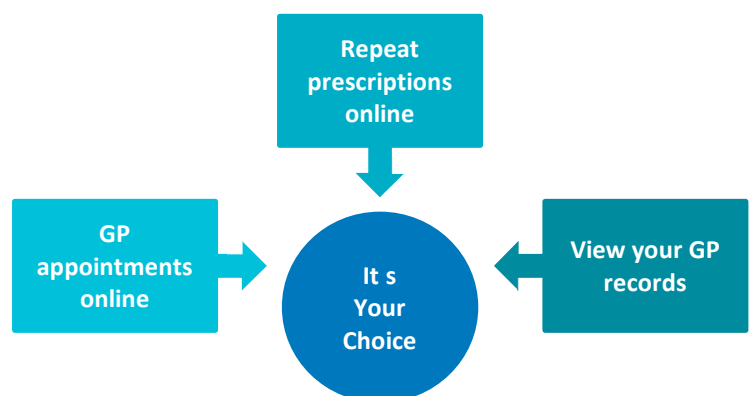 Repeat
prescriptions
online
GP
appointments
online
It s
Your
Choice
View your GP
records